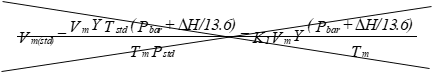 V_m(std) = V_m Y T_std (P_bar + ΔH/13.6) / T_m P_std = K_1 V_m Y (P_bar + ΔH/13.6) / T_m